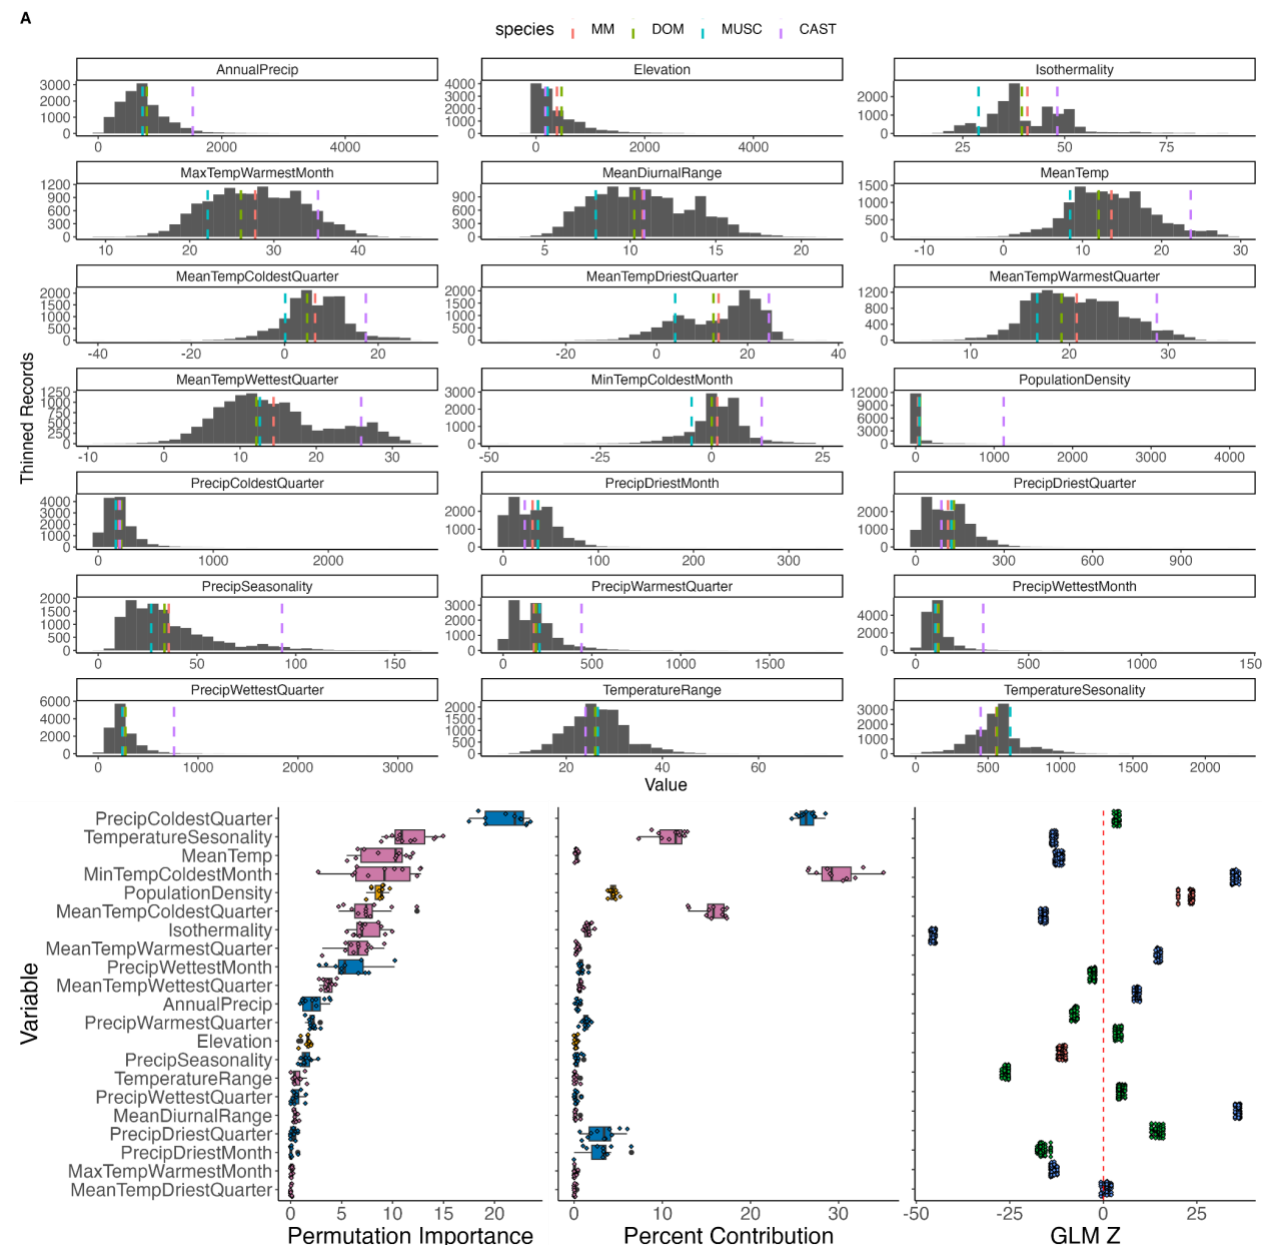 A
species MM DOM MUSC CAST
AnnualPrecip Elevation Isothermality
3000 2000 1000 0
0 2000 4000
4000 3000 2000 1000 0
0 2000 4000
2000 1000 0
25 50 75
MaxTempWarmestMonth MeanDiurnalRange MeanTemp
1200 900 600 300 0
10 20 30 40
900 600 300 0
5 10 15 20
1500 1000 500 0
-10 0 10 20 30
MeanTempColdestQuarter MeanTempDriestQuarter MeanTempWarmestQuarter
2000 1500 1000 500 0
-40 -20 0 20
2000 1500 1000 500 0
-20 0 20 40
1200 800 400 0
10 20 30
MeanTempWettestQuarter MinTempColdestMonth PopulationDensity
1250 1000 750 500 250 0
-10 0 10 20 30
3000 2000 1000 0
-50 -25 0 25
12000 9000 6000 3000 0
0 1000 2000 3000 4000
PrecipColdestQuarter PrecipDriestMonth PrecipDriestQuarter
4000 3000 2000 1000 0
0 1000 2000
2000 1000 0
0 100 200 300
2000 1000 0
0 300 600 900
PrecipSeasonality PrecipWarmestQuarter PrecipWettestMonth
2000 1500 1000 500 0
0 50 100 150
3000 2000 1000 0
0 500 1000 1500
4000 2000 0
0 500 1000 150
PrecipWettestQuarter TemperatureRange TemperatureSesonality
6000 4000 2000 0
0 1000 2000 3000
2000 1500 1000 500 0
20 40 60
3000 2000 1000 0
0 500 1000 1500 2000
Thinned Records
Value
PrecipColdestQuarter
TemperatureSesonality
MeanTemp
MinTempColdestMonth
PopulationDensity
MeanTempColdestQuarter
Isothermality
MeanTempWarmestQuarter
PrecipWettestMonth
MeanTempWettestQuarter
AnnualPrecip
PrecipWarmestQuarter
Elevation
PrecipSeasonality
TemperatureRange
PrecipWettestQuarter
MeanDiurnalRange
PrecipDriestQuarter
PrecipDriestMonth
MaxTempWarmestMonth
MeanTempDriestQuarter
Variable
0 5 10 15 20
0 10 20 30
-50 -25 0 25
Permutation Importance Percent Contribution GLM Z